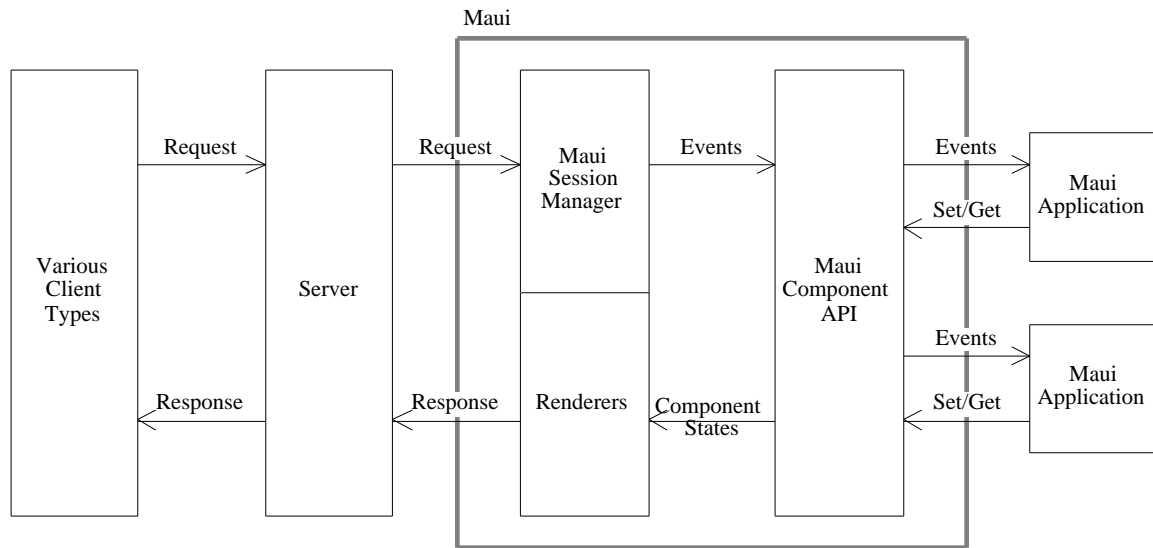 Maui
Request
Request
Events
Events
Maui
Session
Manager
Maui
Application
Set/Get
Various
Client
Types
Server
Maui
Component
API
Events
Maui
Application
Response
Response
Renderers
Component
States
Set/Get